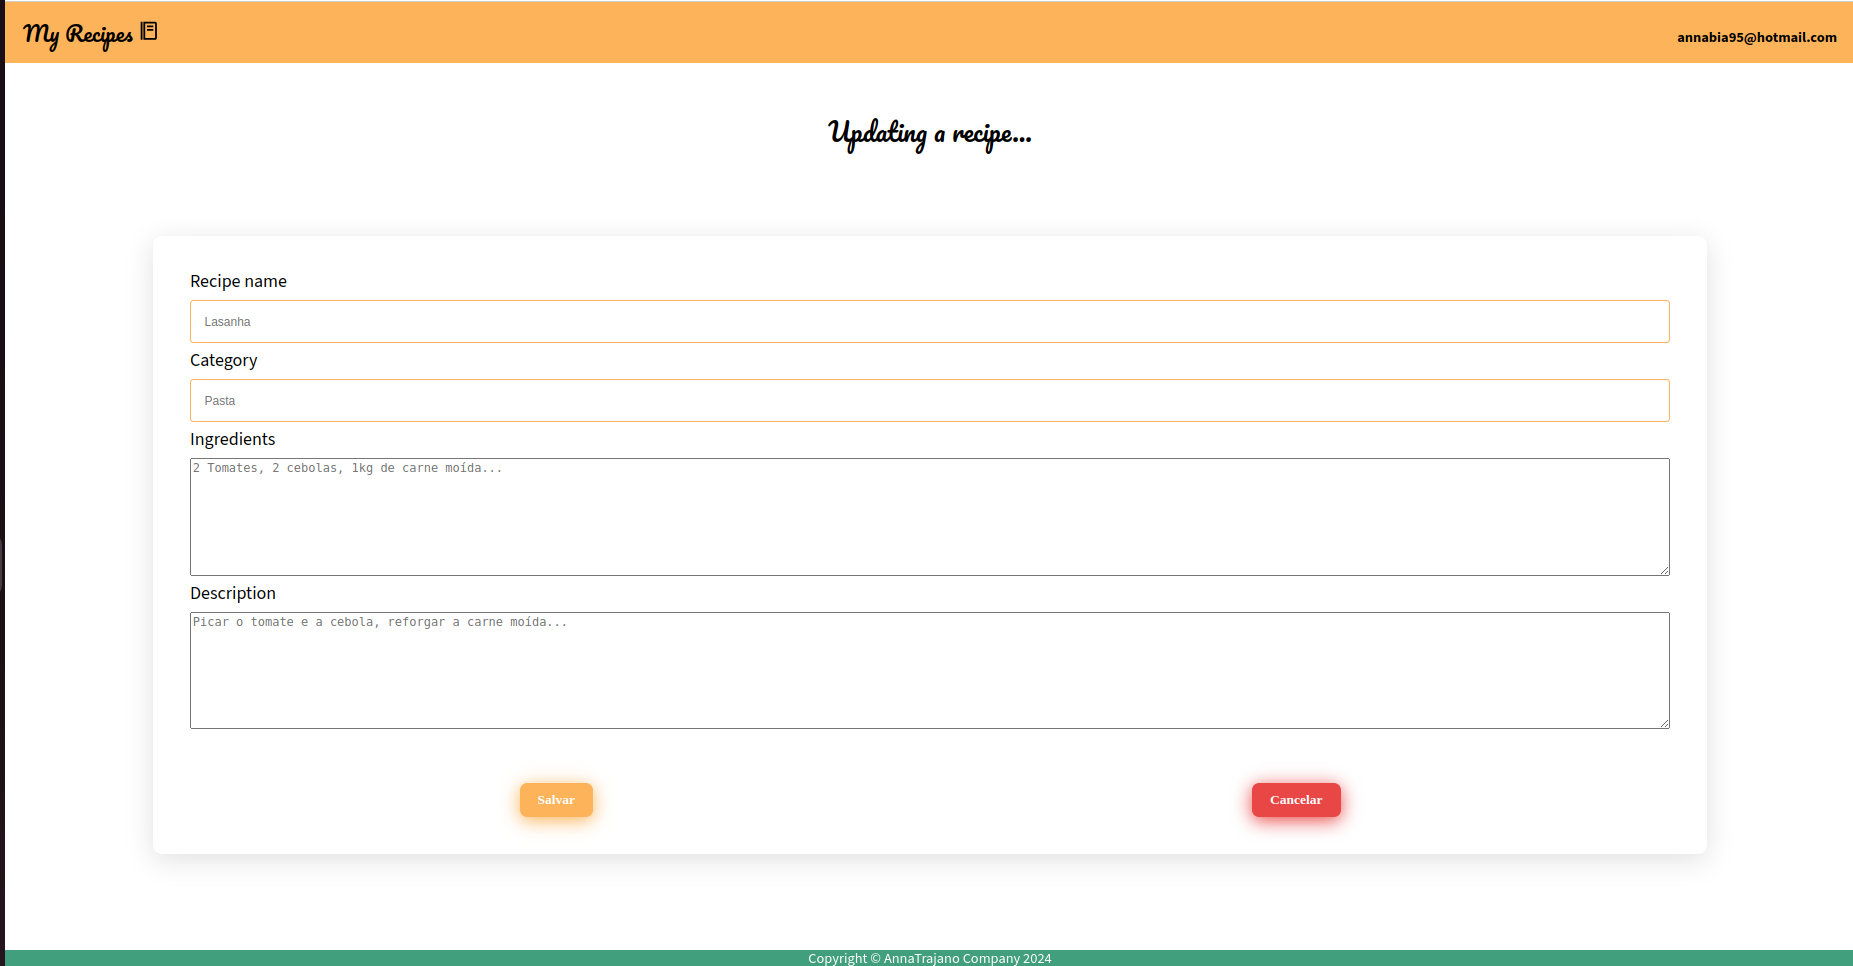 My Recipes
annabia95@hotmail.com
Updating a recipe...
Recipe name
Lasanha
Category
Pasta
Ingredients
2 Tomates, 2 cebolas, 1kg de carne moída...
Description
Picar o tomate e a cebola, reforgar a carne moída...
Salvar
Cancelar
Copyright © AnnaTrajano Company 2024